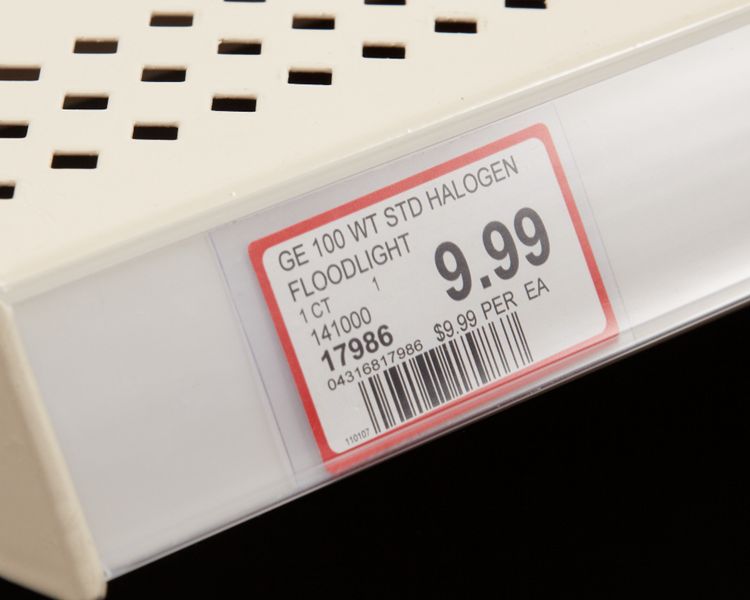 GE 100 WT STD HALOGEN
FLOODLIGHT
9.99
1 CT 1
141000
17986
$9.99 PER EA
04316817986
110107